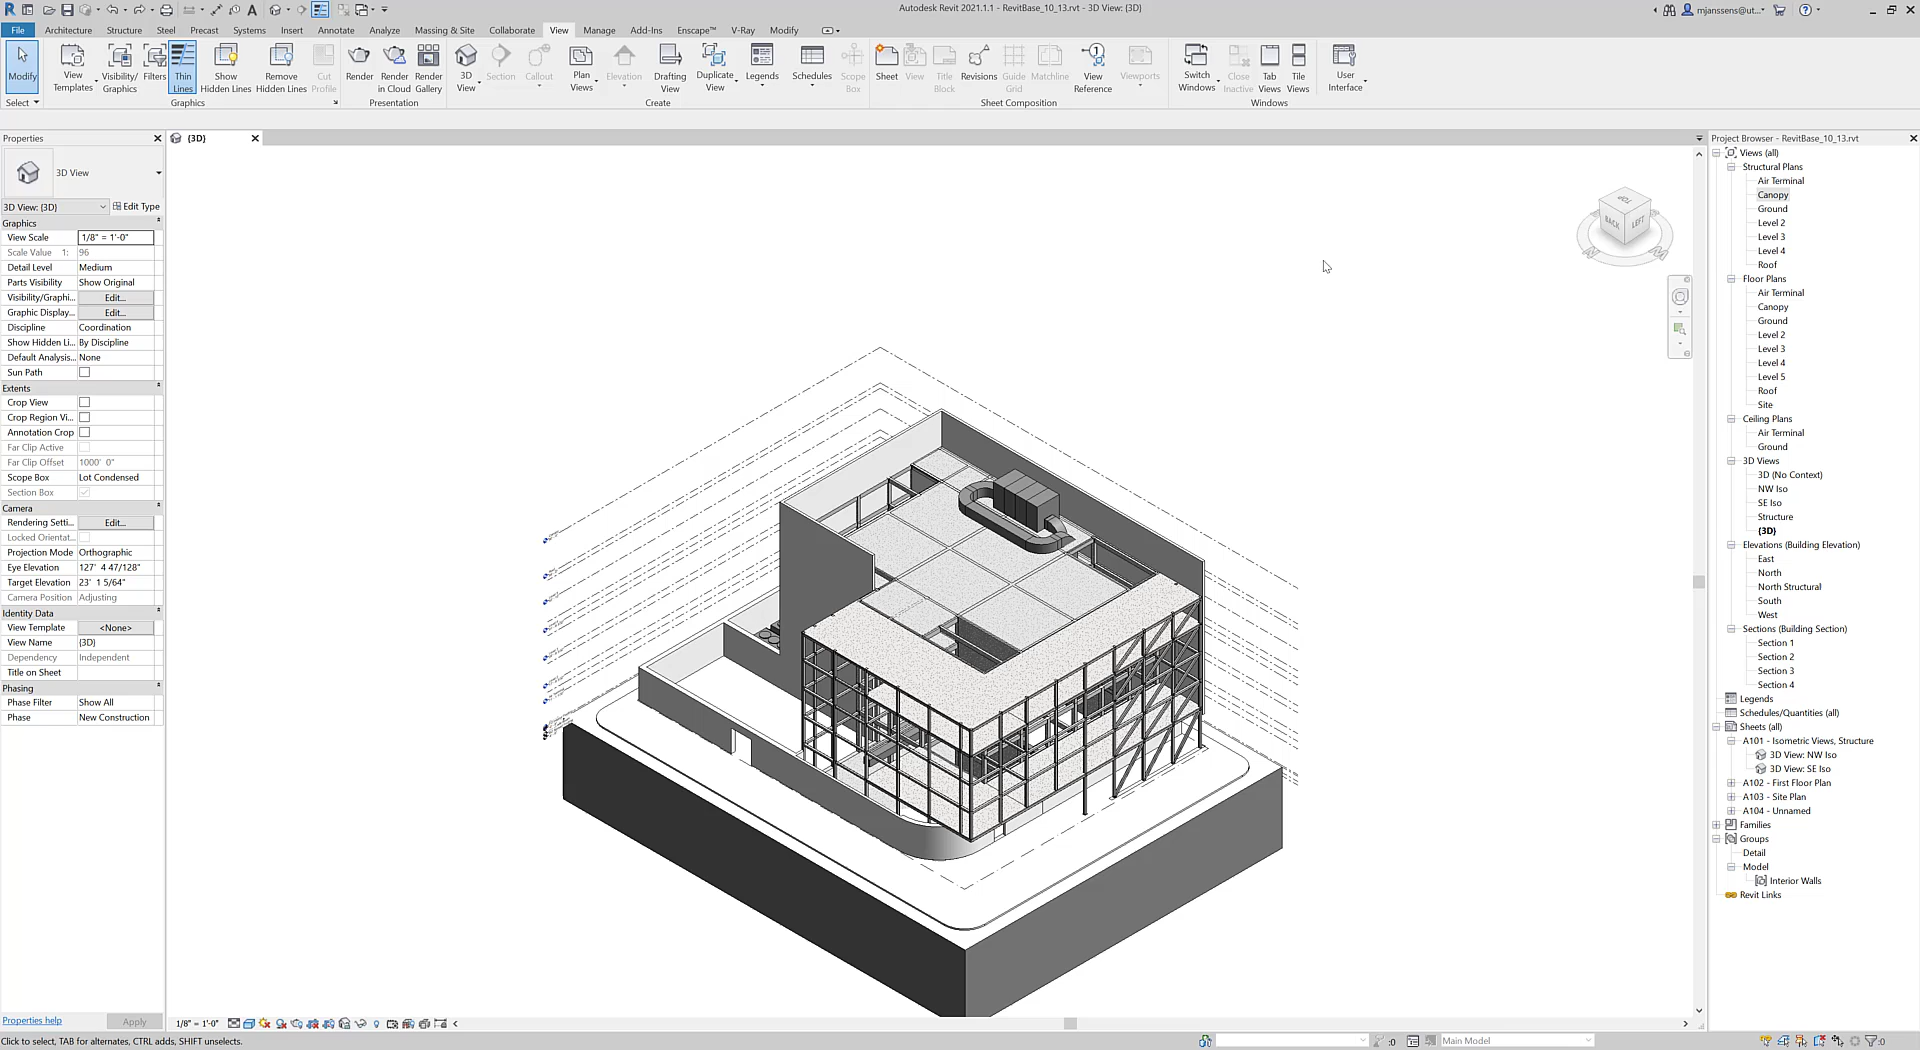 Autodesk Revit 2021.1.1 - RevitBase_10_13.rvt - 3D View: {3D}
mjanssens@ut...
File Architecture Structure Steel Precast Systems Insert Annotate Analyze Massing & Site Collaborate View Manage Add-Ins Enscape™ V-Ray Modify
Modify
View Templates
Visibility/ Graphics
Filters
Thin Lines
Show Hidden Lines
Remove Hidden Lines
Cut Profile
Render
Render in Cloud
Render Gallery
3D View
Section
Callout
Plan Views
Elevation
Drafting View
Duplicate View
Legends
Schedules
Scope Box
Sheet
View
Title Block
Revisions
Guide Grid
Matchline
View Reference
Viewports
Switch Windows
Close Inactive
Tab Views
Tile Views
User Interface
Select Graphics Presentation Create Sheet Composition Windows
Properties
3D View
3D View: {3D} Edit Type
Graphics
View Scale 1/8" = 1'-0"
Scale Value 1: 96
Detail Level Medium
Parts Visibility Show Original
Visibility/Graphi... Edit...
Graphic Display... Edit...
Discipline Coordination
Show Hidden Li... By Discipline
Default Analysis... None
Sun Path
Extents
Crop View
Crop Region Vi...
Annotation Crop
Far Clip Active
Far Clip Offset 1000' 0"
Scope Box Lot Condensed
Section Box
Camera
Rendering Setti... Edit...
Locked Orientat...
Projection Mode Orthographic
Eye Elevation 127' 4 47/128"
Target Elevation 23' 1 5/64"
Camera Position Adjusting
Identity Data
View Template <None>
View Name {3D}
Dependency Independent
Title on Sheet
Phasing
Phase Filter Show All
Phase New Construction
Properties help Apply
{3D}
TOP
BACK
LEFT
N
Project Browser - RevitBase_10_13.rvt
Views (all)
Structural Plans
Air Terminal
Canopy
Ground
Level 2
Level 3
Level 4
Roof
Floor Plans
Air Terminal
Canopy
Ground
Level 2
Level 3
Level 4
Level 5
Roof
Site
Ceiling Plans
Air Terminal
Ground
3D Views
3D (No Context)
NW Iso
SE Iso
Structure
{3D}
Elevations (Building Elevation)
East
North
North Structural
South
West
Sections (Building Section)
Section 1
Section 2
Section 3
Section 4
Legends
Schedules/Quantities (all)
Sheets (all)
A101 - Isometric Views, Structure
3D View: NW Iso
3D View: SE Iso
A102 - First Floor Plan
A103 - Site Plan
A104 - Unnamed
Families
Groups
Detail
Model
Interior Walls
Revit Links
1/8" = 1'-0"
Click to select, TAB for alternates, CTRL adds, SHIFT unselects.
:0
Main Model
:0